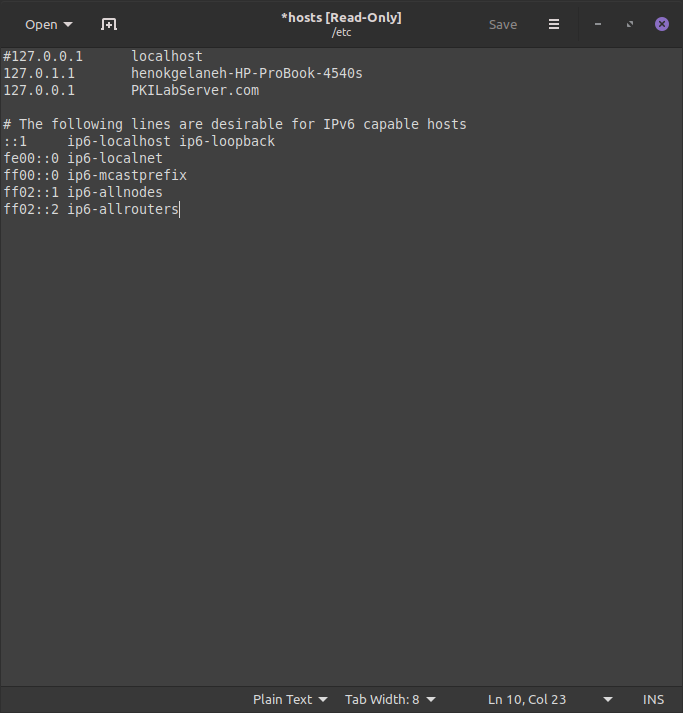 Open
*hosts [Read-Only]
/etc
Save
#127.0.0.1 localhost
127.0.1.1 henokgelaneh-HP-ProBook-4540s
127.0.0.1 PKILabServer.com
# The following lines are desirable for IPv6 capable hosts
::1 ip6-localhost ip6-loopback
fe00::0 ip6-localnet
ff00::0 ip6-mcastprefix
ff02::1 ip6-allnodes
ff02::2 ip6-allrouters
Plain Text Tab Width: 8 Ln 10, Col 23 INS